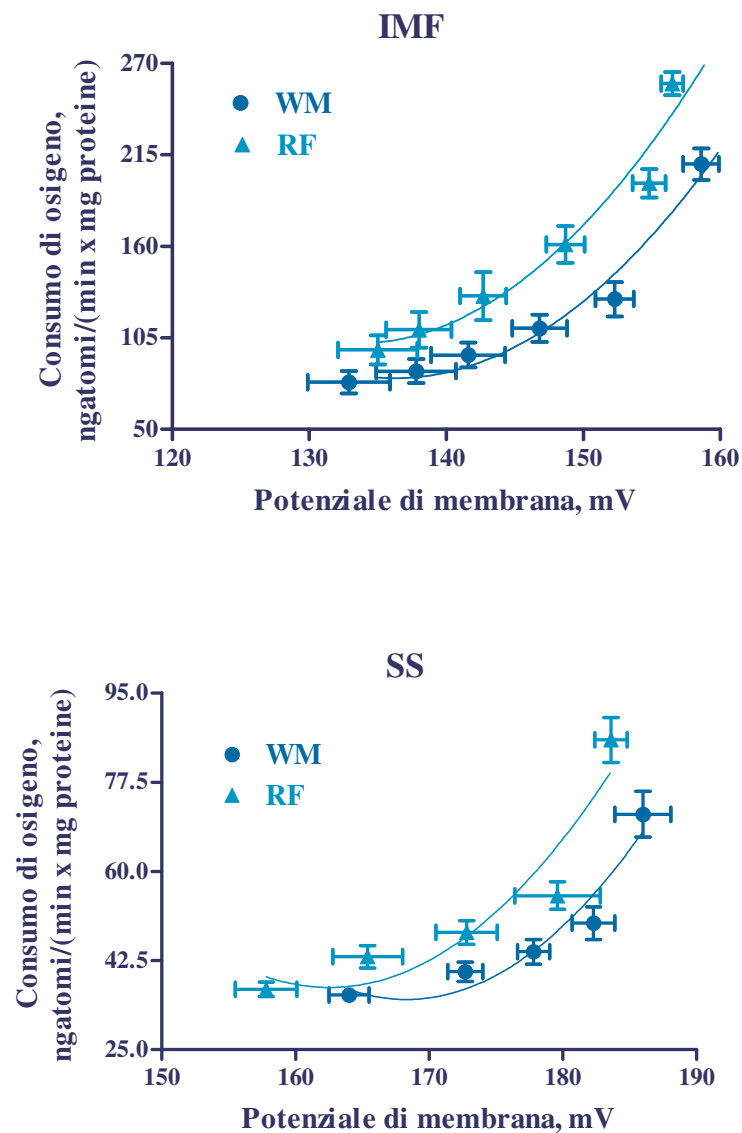 IMF
270
215
160
105
50
120
130
140
150
160
WM
RF
Consumo di osigeno,
ngatomi/(min x mg proteine)
Potenziale di membrana, mV
SS
95.0
77.5
60.0
42.5
25.0
150
160
170
180
190
WM
RF
Consumo di osigeno,
ngatomi/(min x mg proteine)
Potenziale di membrana, mV